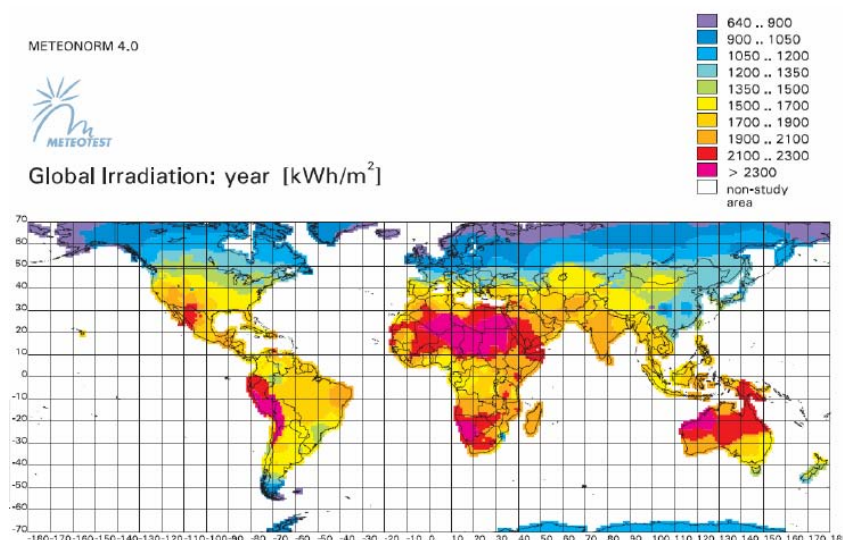 METEONORM 4.0
METEOTEST
Global Irradiation: year [kWh/m²]
640 .. 900
900 .. 1050
1050 .. 1200
1200 .. 1350
1350 .. 1500
1500 .. 1700
1700 .. 1900
1900 .. 2100
2100 .. 2300
> 2300
non-study
area
70
60
50
40
30
20
10
0
-10
-20
-30
-40
-50
-60
-70
-180-170-160-150-140-130-120-110-100-90 -80 -70 -60 -50 -40 -30 -20 -10 0 10 20 30 40 50 60 70 80 90 100 110 120 130 140 150 160 170 180